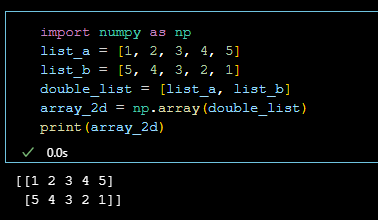 import numpy as np
list_a = [1, 2, 3, 4, 5]
list_b = [5, 4, 3, 2, 1]
double_list = [list_a, list_b]
array_2d = np.array(double_list)
print(array_2d)
✓ 0.0s
[[1 2 3 4 5]
 [5 4 3 2 1]]